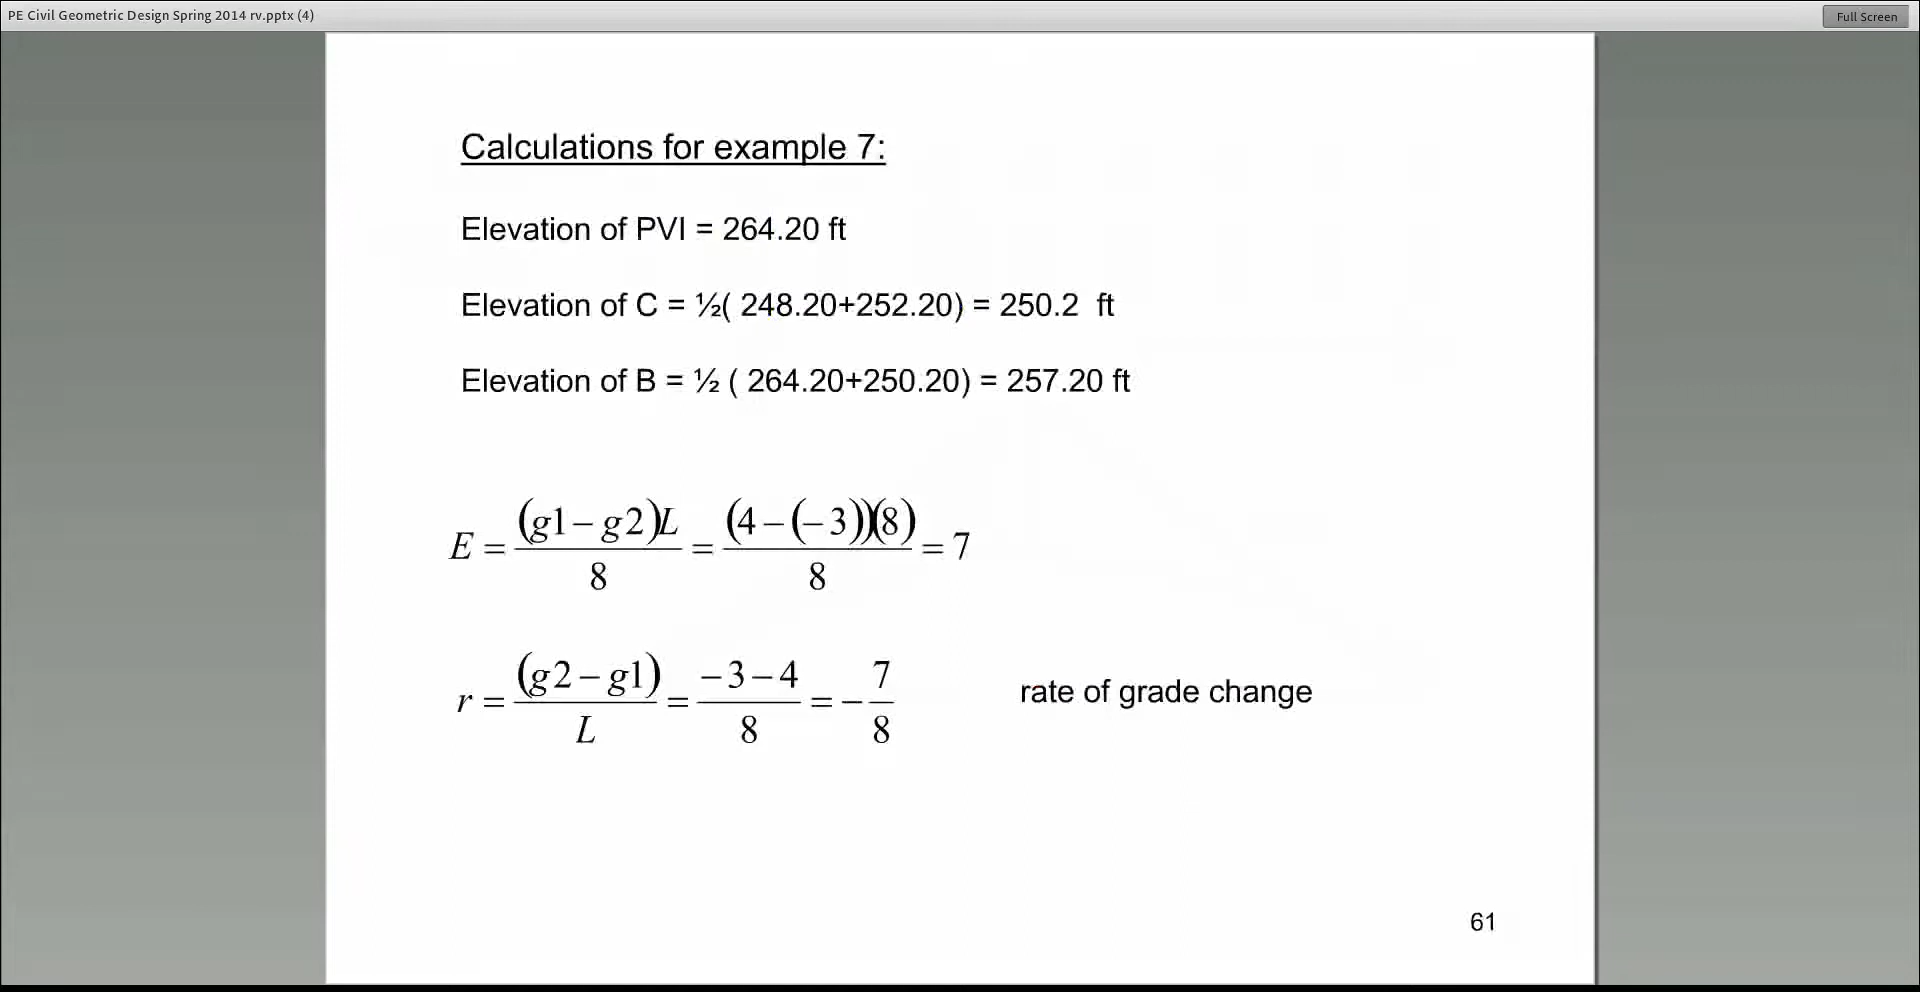 PE Civil Geometric Design Spring 2014 rv.pptx (4)
Full Screen
Calculations for example 7:
Elevation of PVI = 264.20 ft
Elevation of C = ½( 248.20+252.20) = 250.2  ft
Elevation of B = ½ ( 264.20+250.20) = 257.20 ft
E = (g1 − g2)L / 8 = (4 − (−3))(8) / 8 = 7
r = (g2 − g1) / L = −3 − 4 / 8 = − 7 / 8 rate of grade change
61